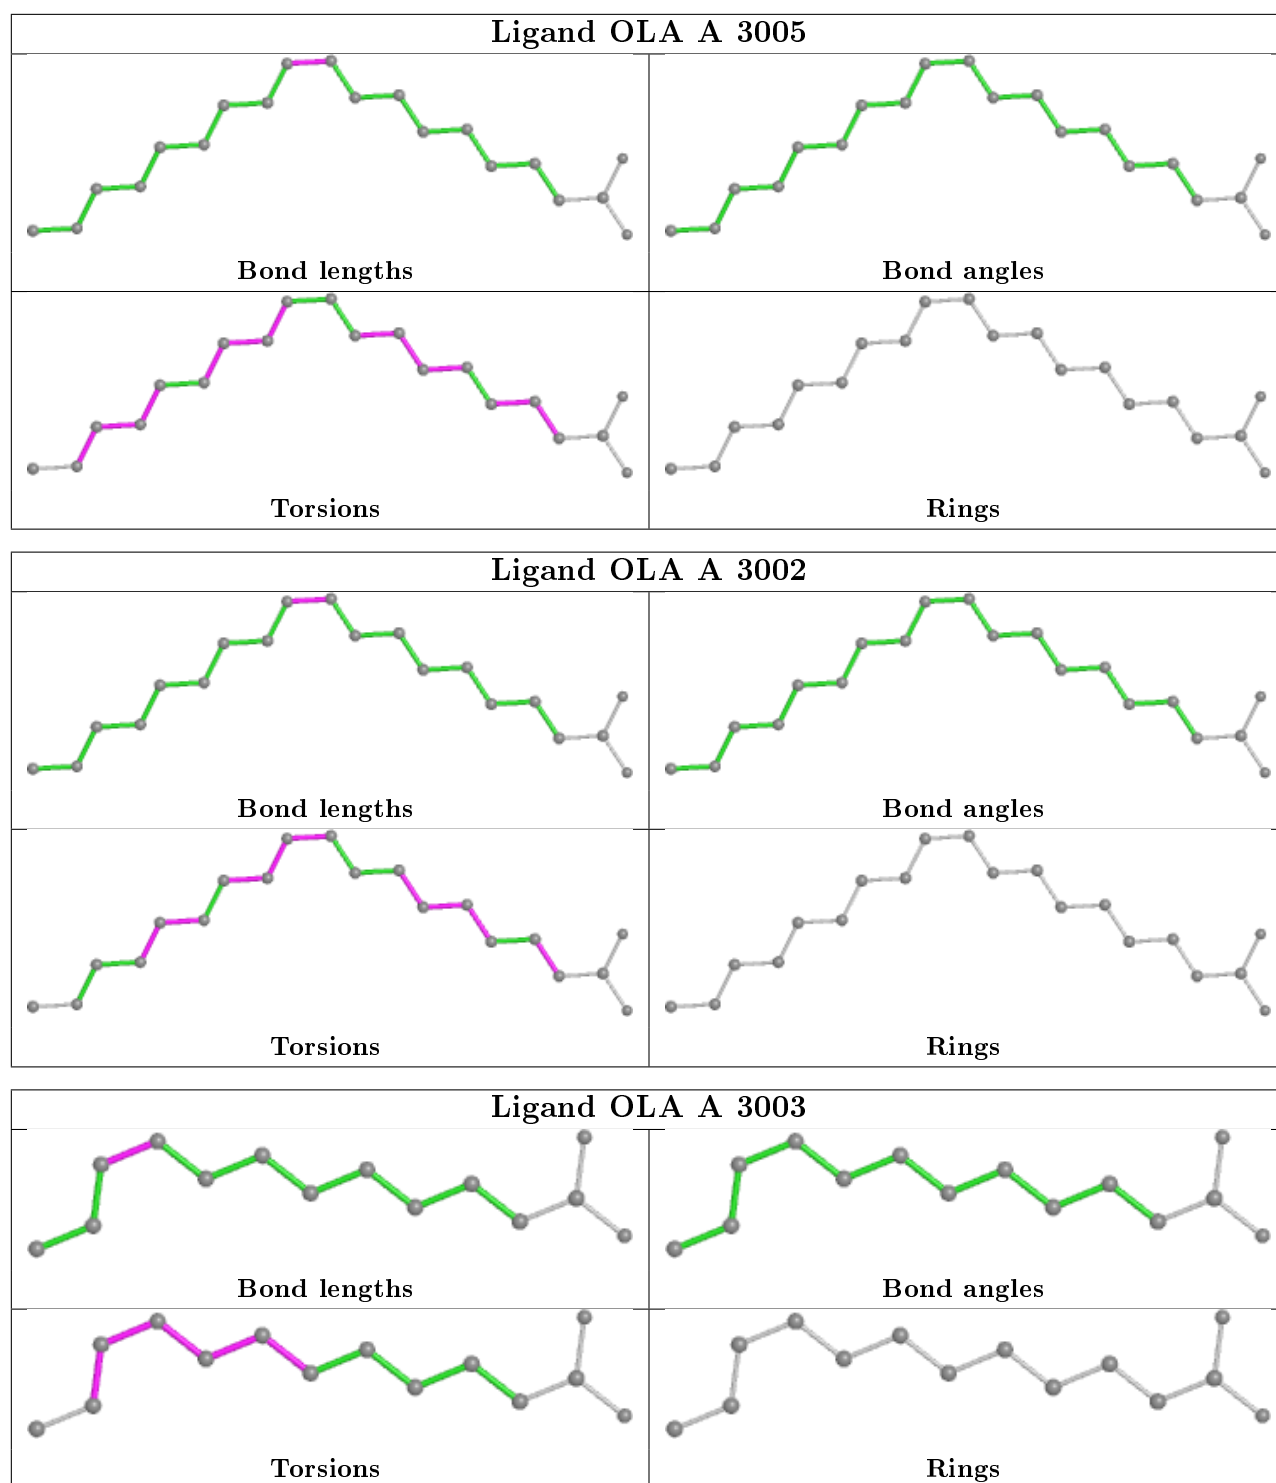 Ligand OLA A 3005
Bond lengths
Bond angles
Torsions
Rings
Ligand OLA A 3002
Bond lengths
Bond angles
Torsions
Rings
Ligand OLA A 3003
Bond lengths
Bond angles
Torsions
Rings